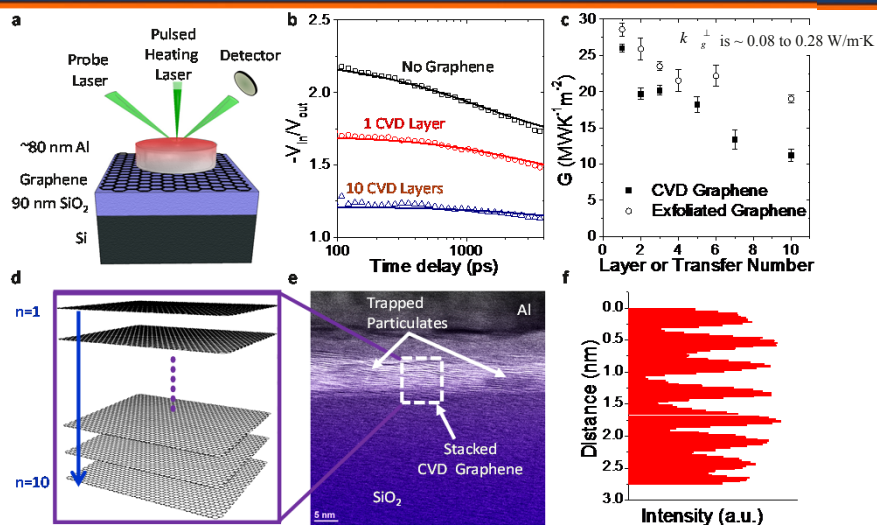 a
Pulsed
Heating
Laser
Probe
Laser
Detector
~80 nm Al
Graphene
90 nm SiO2
Si
b
-Vin/Vout
2.5
2.0
1.5
1.0
No Graphene
1 CVD Layer
10 CVD Layers
100
1000
Time delay (ps)
c
k g ⊥ is ~ 0.08 to 0.28 W/m-K
G (MWK-1m-2)
30
25
20
15
10
5
0
CVD Graphene
Exfoliated Graphene
0 2 4 6 8 10
Layer or Transfer Number
d
n=1
n=10
e
Trapped
Particulates
Al
Stacked
CVD Graphene
SiO2
5 nm
f
Distance (nm)
0.0
0.5
1.0
1.5
2.0
2.5
3.0
Intensity (a.u.)